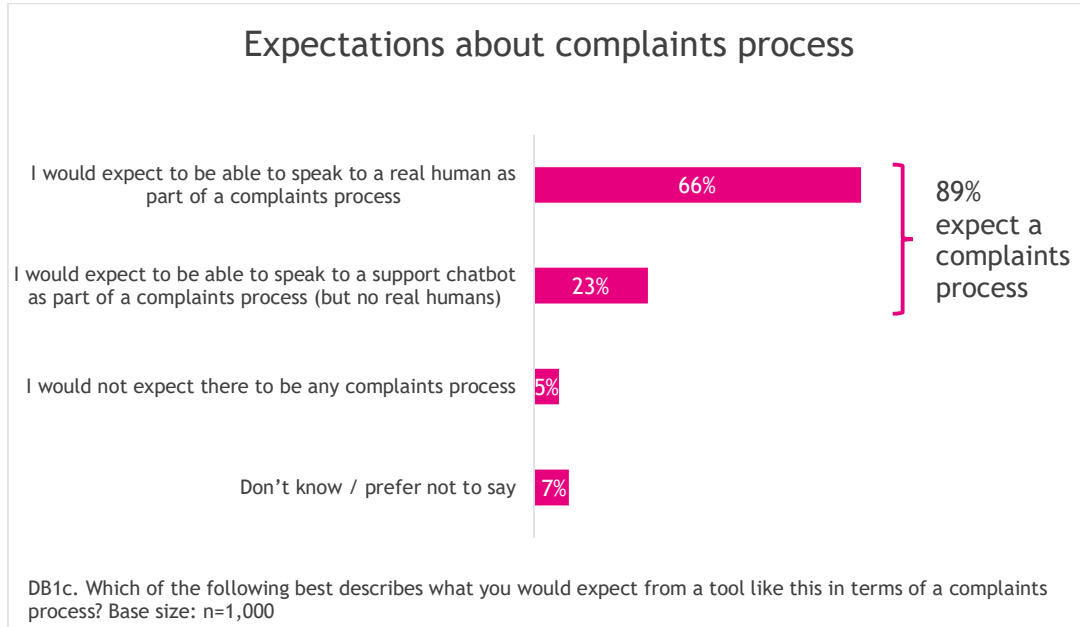 Expectations about complaints process
I would expect to be able to speak to a real human as
part of a complaints process
66%
I would expect to be able to speak to a support chatbot
as part of a complaints process (but no real humans)
23%
89%
expect a
complaints
process
I would not expect there to be any complaints process
5%
Don’t know / prefer not to say
7%
DB1c. Which of the following best describes what you would expect from a tool like this in terms of a complaints
process? Base size: n=1,000